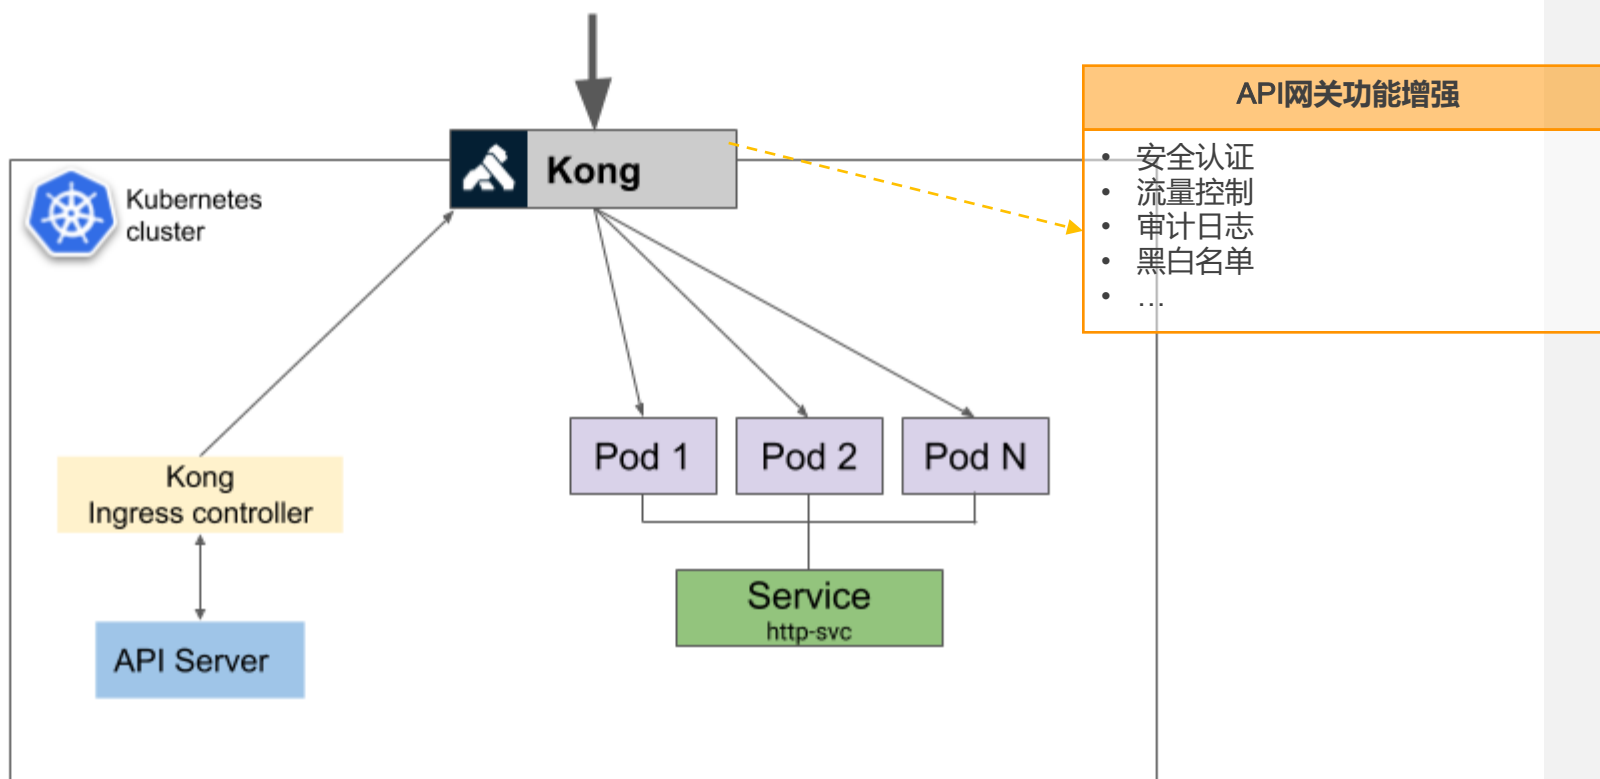 API网关功能增强
Kong
• 安全认证
• 流量控制
• 审计日志
• 黑白名单
• …
Kubernetes
cluster
Pod 1
Pod 2
Pod N
Kong
Ingress controller
Service
http-svc
API Server